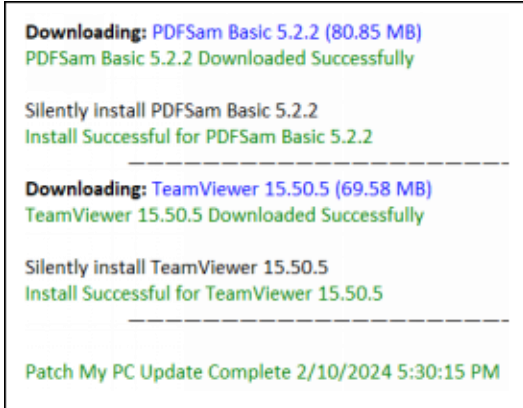 Downloading: PDFSam Basic 5.2.2 (80.85 MB)
PDFSam Basic 5.2.2 Downloaded Successfully
Silently install PDFSam Basic 5.2.2
Install Successful for PDFSam Basic 5.2.2
Downloading: TeamViewer 15.50.5 (69.58 MB)
TeamViewer 15.50.5 Downloaded Successfully
Silently install TeamViewer 15.50.5
Install Successful for TeamViewer 15.50.5
Patch My PC Update Complete 2/10/2024 5:30:15 PM